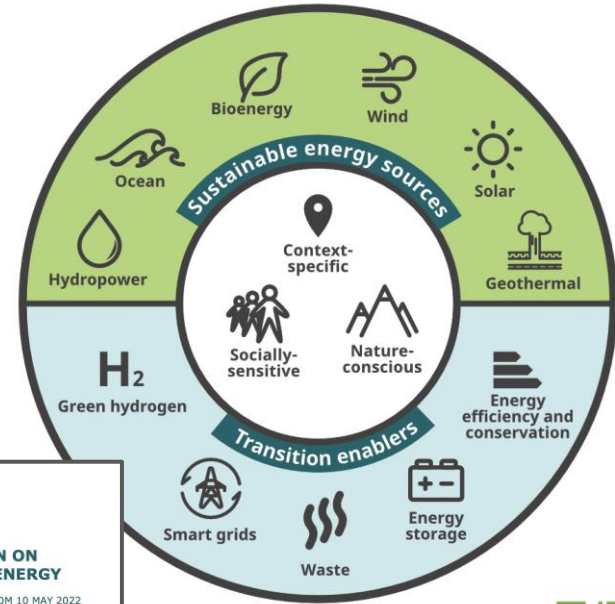 Sustainable energy sources
Bioenergy
Wind
Ocean
Solar
Hydropower
Geothermal
Context-
specific
Socially-
sensitive
Nature-
conscious
H2
Green hydrogen
Energy
efficiency and
conservation
Transition enablers
Smart grids
Waste
+ -
Energy
storage
ON
ENERGY
10 MAY 2022